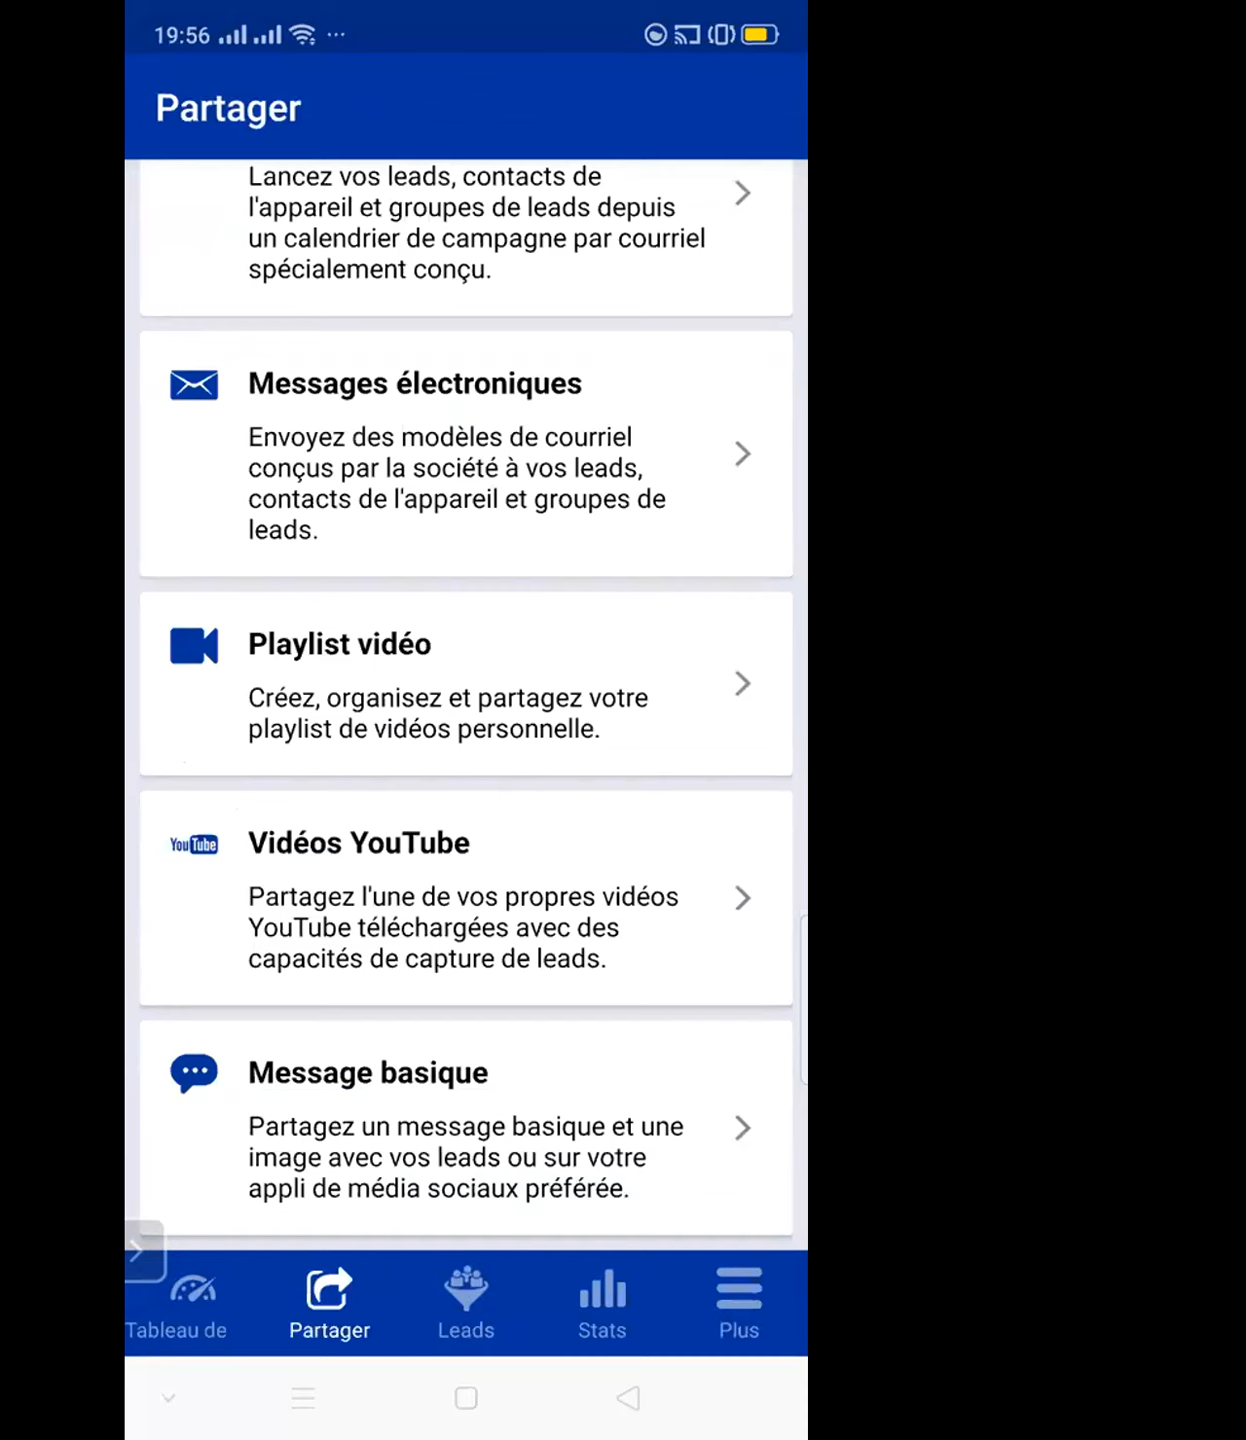 19:56
Partager
Lancez vos leads, contacts de
l'appareil et groupes de leads depuis
un calendrier de campagne par courriel
spécialement conçu.
Messages électroniques
Envoyez des modèles de courriel
conçus par la société à vos leads,
contacts de l'appareil et groupes de
leads.
Playlist vidéo
Créez, organisez et partagez votre
playlist de vidéos personnelle.
YouTube Vidéos YouTube
Partagez l'une de vos propres vidéos
YouTube téléchargées avec des
capacités de capture de leads.
Message basique
Partagez un message basique et une
image avec vos leads ou sur votre
appli de média sociaux préférée.
Tableau de Partager Leads Stats Plus